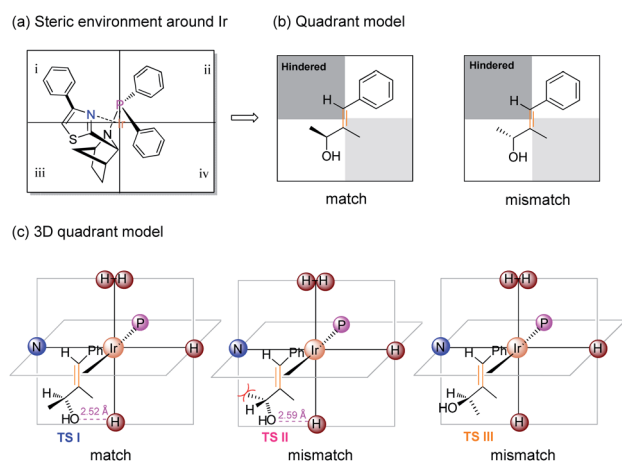 (a) Steric environment around Ir
(b) Quadrant model
i
ii
N
P
Ir
S
N
iii
iv
Hindered
H
OH
match
Hindered
H
OH
mismatch
(c) 3D quadrant model
H H
P
N
H
Ph
Ir
H
H
HO
2.52 Å
H
TS I
match
H H
P
N
H
Ph
Ir
H
H
HO
2.59 Å
H
TS II
mismatch
H H
P
N
H
Ph
Ir
H
H
HO
H
TS III
mismatch